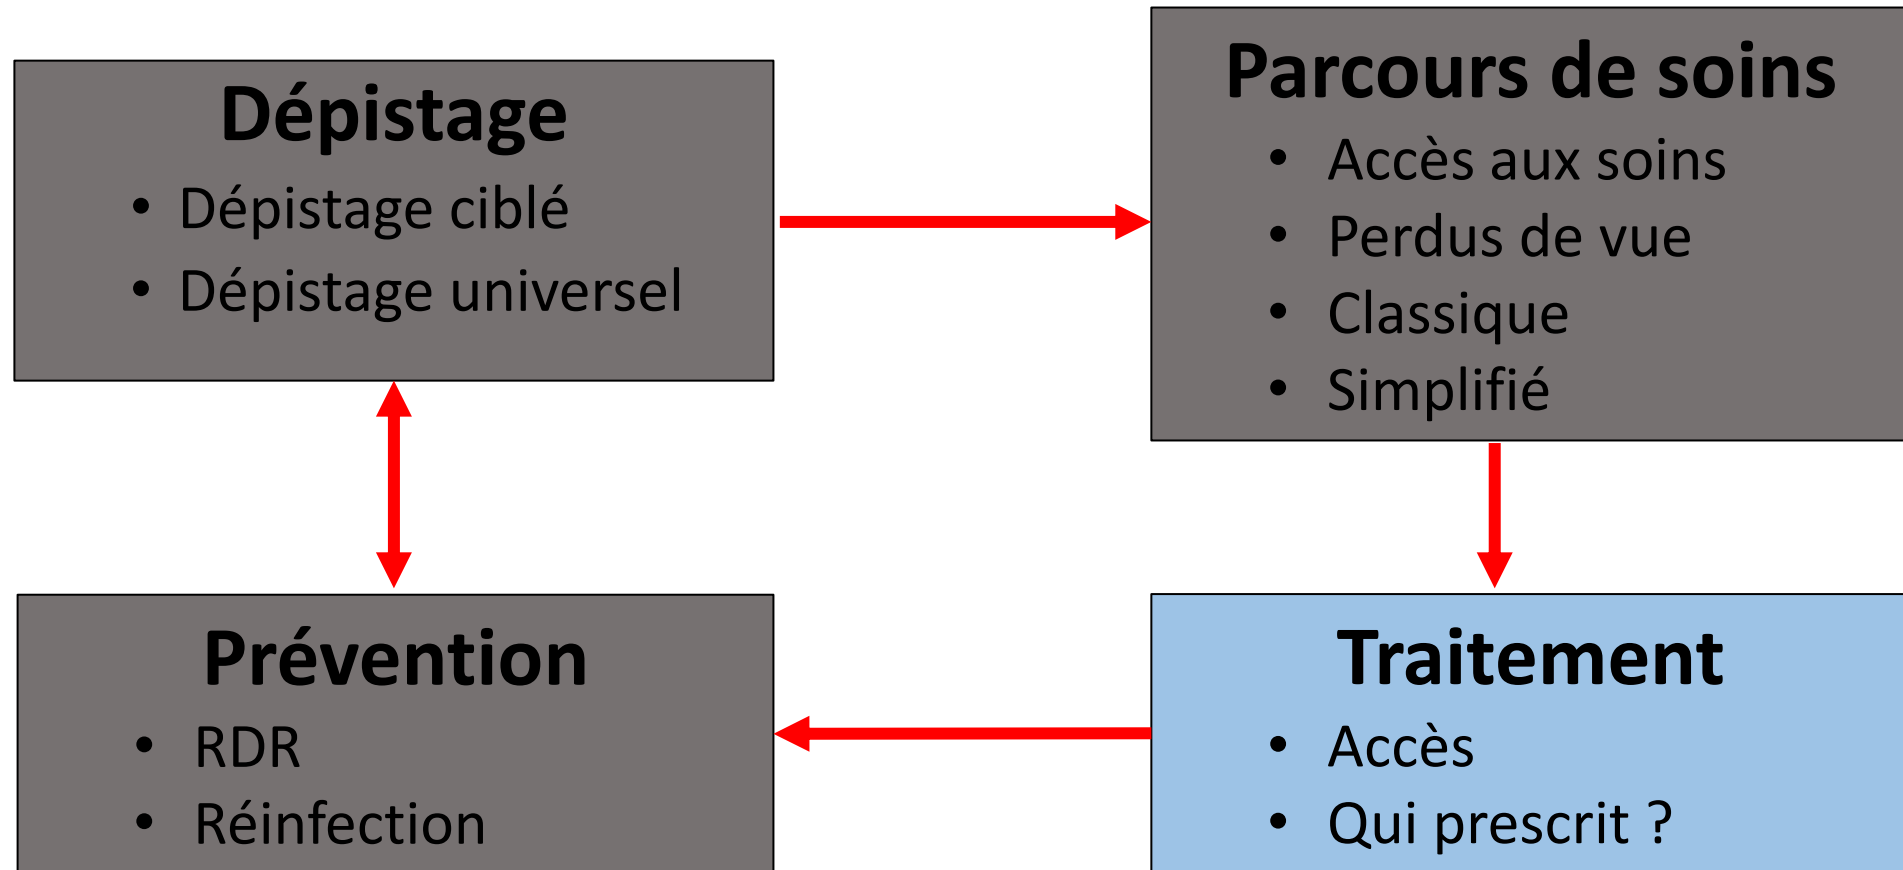 Dépistage
• Dépistage ciblé
• Dépistage universel
Parcours de soins
• Accès aux soins
• Perdus de vue
• Classique
• Simplifié
Prévention
• RDR
• Réinfection
Traitement
• Accès
• Qui prescrit ?